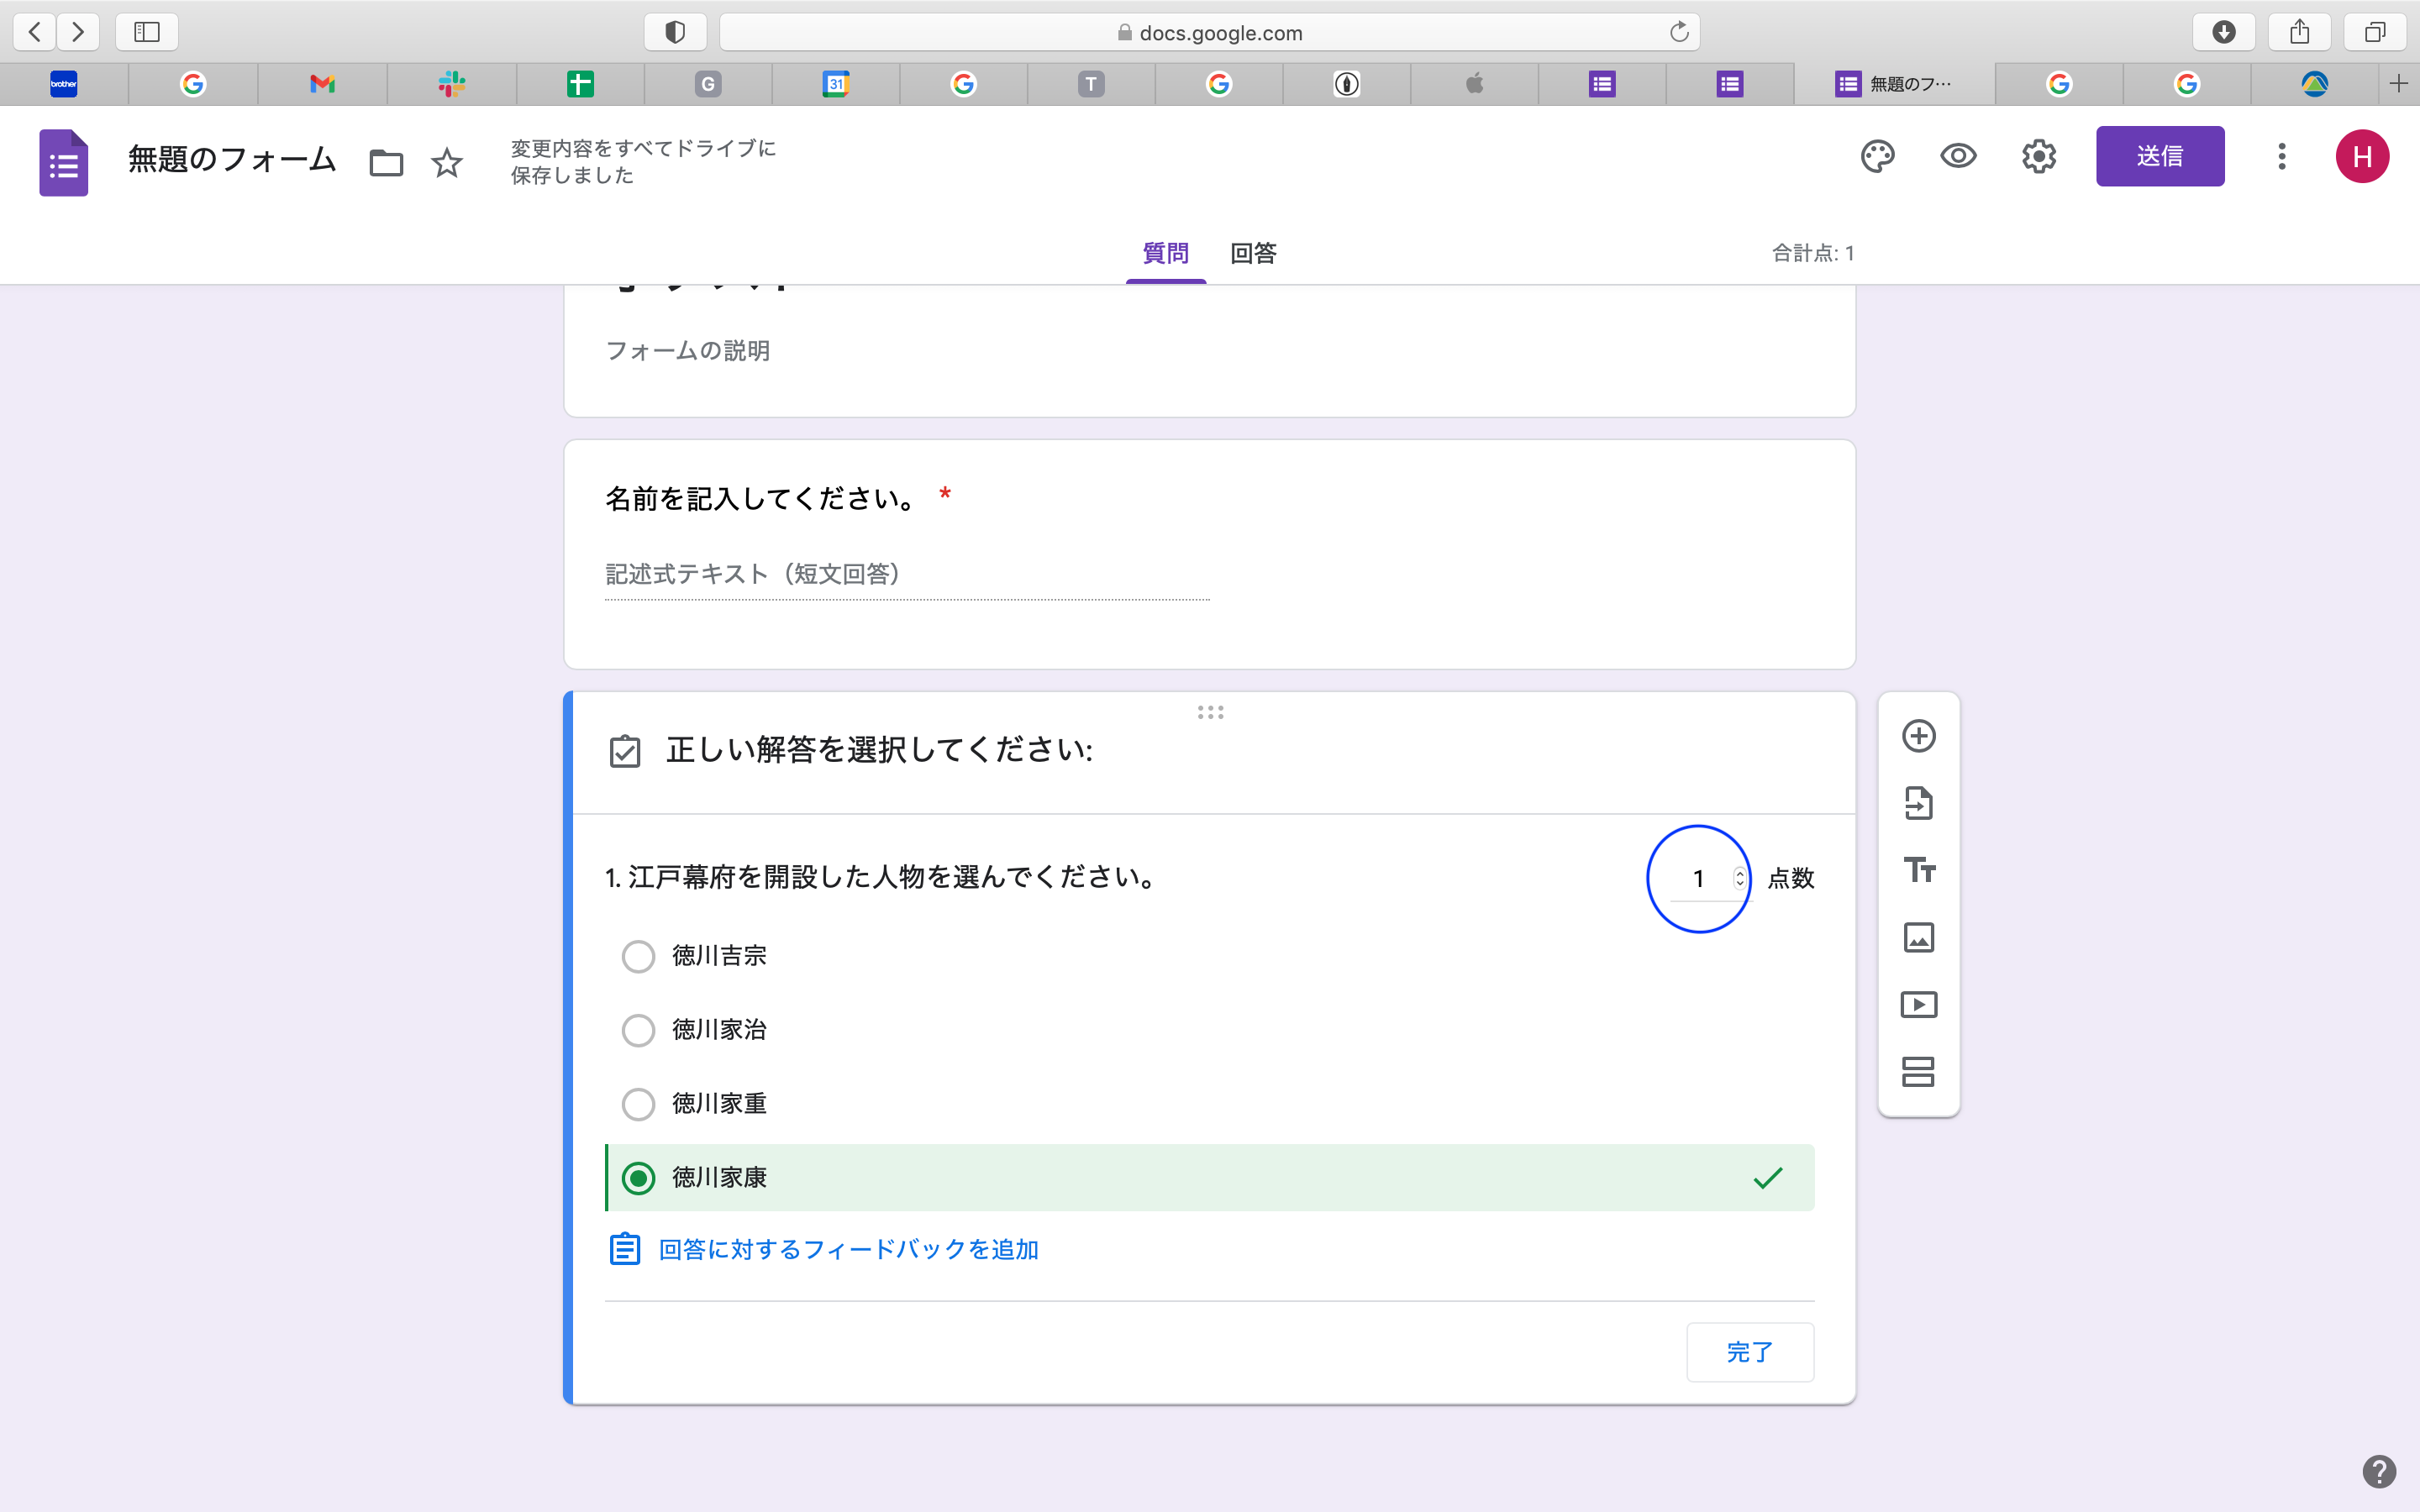 docs.google.com
brother
G
31
T
無題のフ…
無題のフォーム
変更内容をすべてドライブに
保存しました
送信
H
質問
回答
合計点: 1
フォームの説明
名前を記入してください。 *
記述式テキスト（短文回答）
正しい解答を選択してください:
1. 江戸幕府を開設した人物を選んでください。
1 点数
徳川吉宗
徳川家治
徳川家重
徳川家康
回答に対するフィードバックを追加
完了